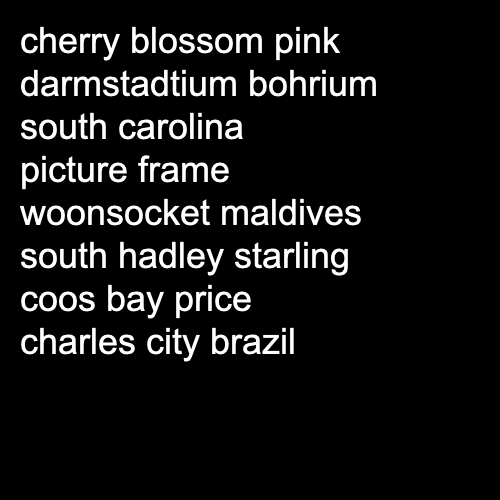 cherry blossom pink
darmstadtium bohrium
south carolina
picture frame
woonsocket maldives
south hadley starling
coos bay price
charles city brazil